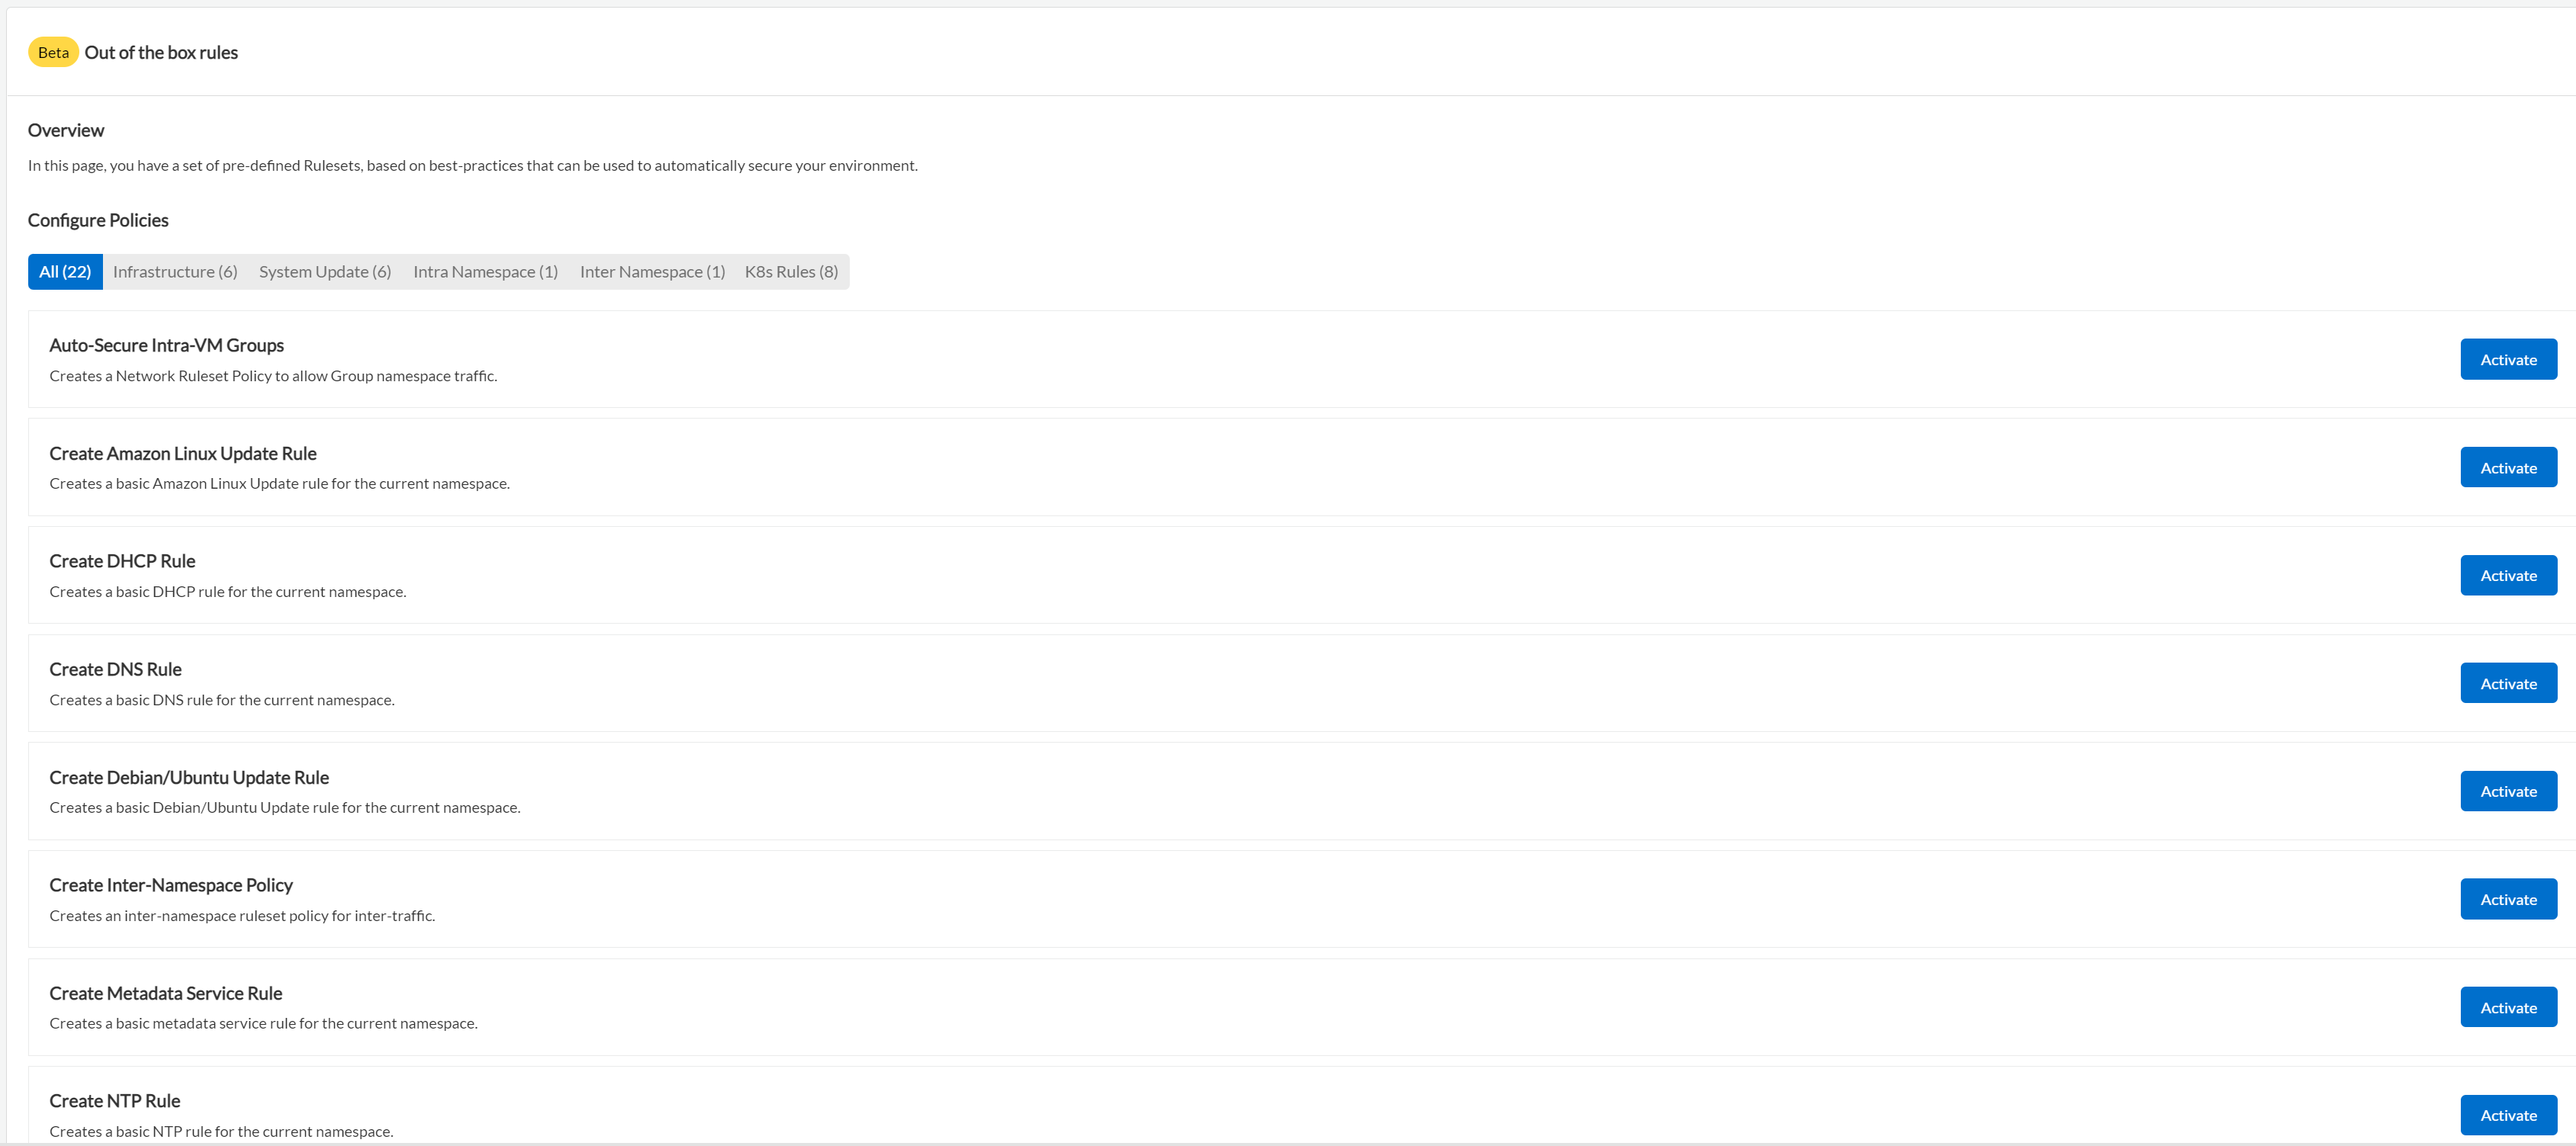 Beta Out of the box rules
Overview
In this page, you have a set of pre-defined Rulesets, based on best-practices that can be used to automatically secure your environment.
Configure Policies
All (22) Infrastructure (6) System Update (6) Intra Namespace (1) Inter Namespace (1) K8s Rules (8)
Auto-Secure Intra-VM Groups
Creates a Network Ruleset Policy to allow Group namespace traffic.
Activate
Create Amazon Linux Update Rule
Creates a basic Amazon Linux Update rule for the current namespace.
Activate
Create DHCP Rule
Creates a basic DHCP rule for the current namespace.
Activate
Create DNS Rule
Creates a basic DNS rule for the current namespace.
Activate
Create Debian/Ubuntu Update Rule
Creates a basic Debian/Ubuntu Update rule for the current namespace.
Activate
Create Inter-Namespace Policy
Creates an inter-namespace ruleset policy for inter-traffic.
Activate
Create Metadata Service Rule
Creates a basic metadata service rule for the current namespace.
Activate
Create NTP Rule
Creates a basic NTP rule for the current namespace.
Activate